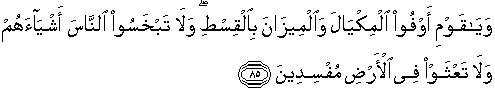 وَيَـٰقَوْمِ أَوْفُوا۟ ٱلْمِكْيَالَ وَٱلْمِيزَانَ بِٱلْقِسْطِ ۖ وَلَا تَبْخَسُوا۟ ٱلنَّاسَ أَشْيَآءَهُمْ
وَلَا تَعْثَوْا۟ فِى ٱلْأَرْضِ مُفْسِدِينَ ٨٥